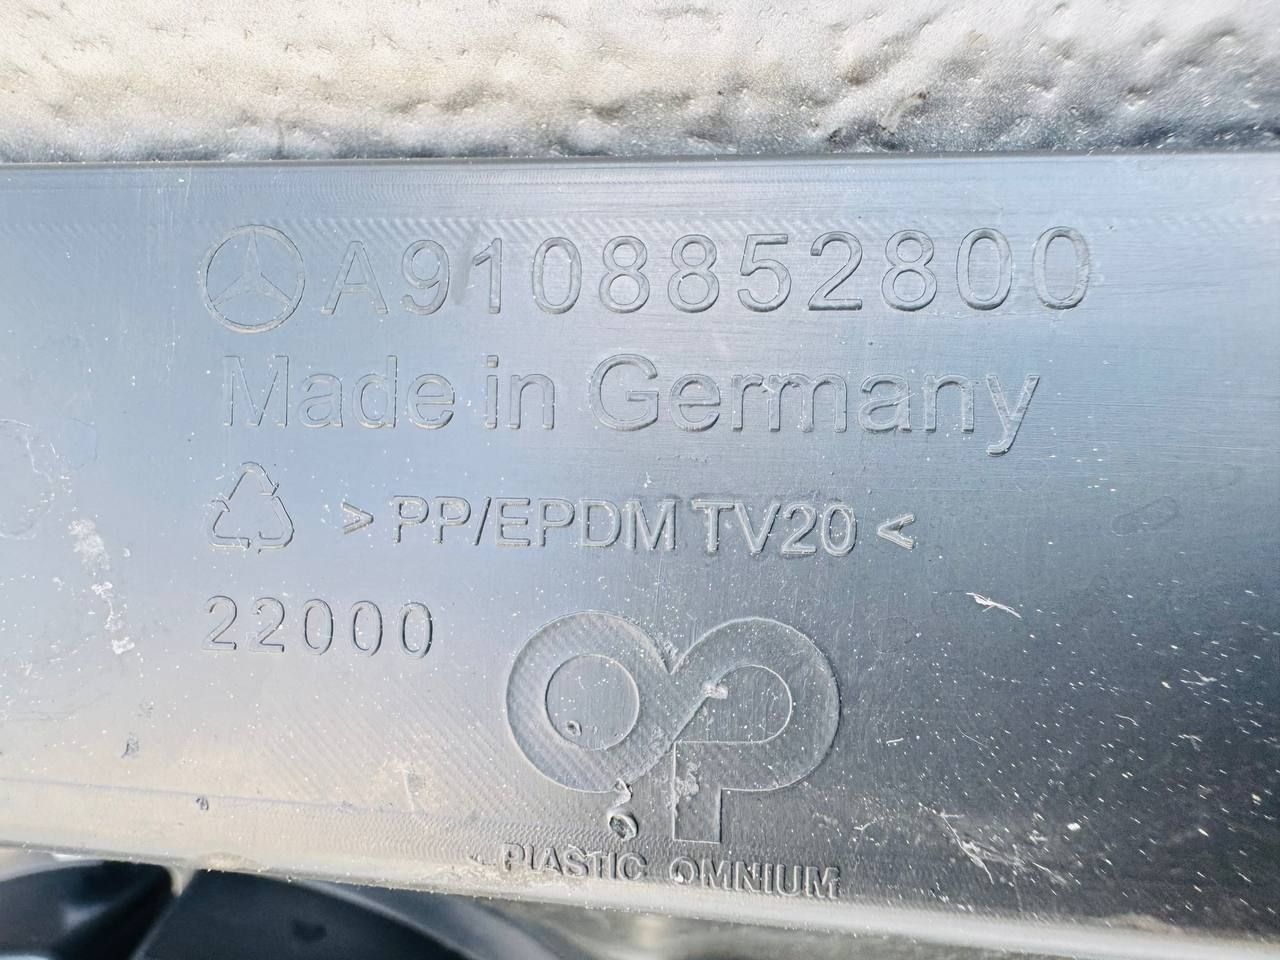 A9108852800
Made in Germany
>PP/EPDM TV20<
22000
PLASTIC OMNIUM